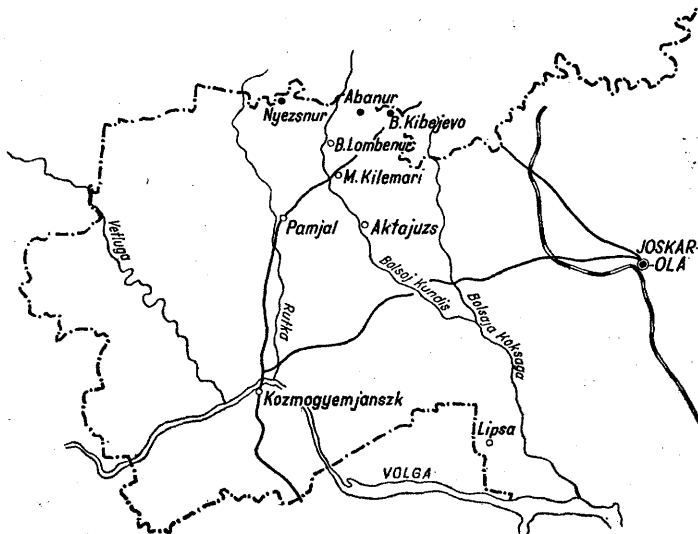 Abanur
Nyezsnur
B. Kibejevo
B. Lombenur
M. Kilemari
Pamjal
Aktajuzs
Vetluga
JOSKAR-
-OLA
Bolsoj Kundis
Bolsaja Koksaga
Rutka
Kozmogyemjanszk
Lipsa
VOLGA